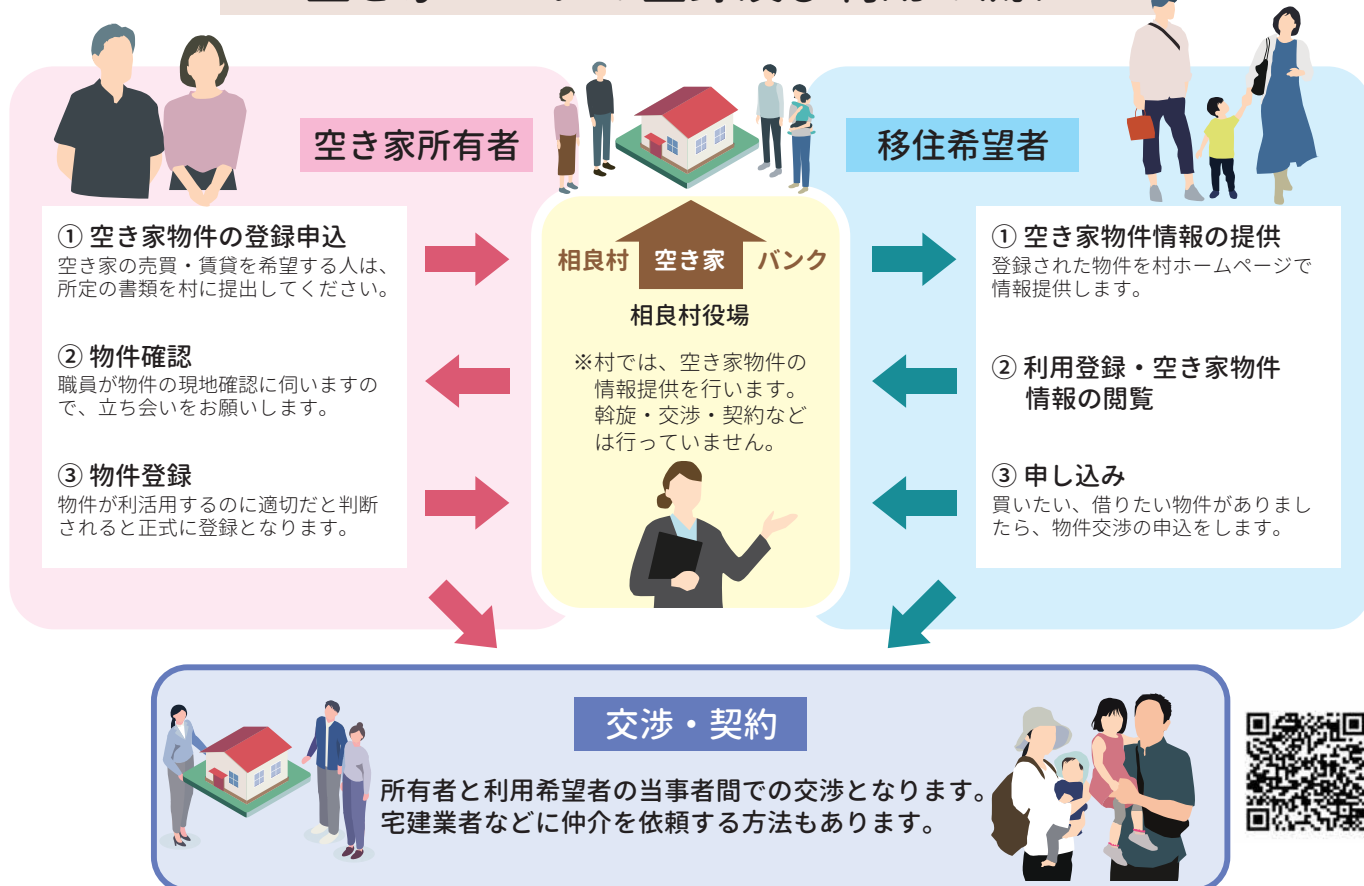 空き家所有者
① 空き家物件の登録申込
空き家の売買・賃貸を希望する人は、
所定の書類を村に提出してください。
② 物件確認
職員が物件の現地確認に伺いますの
で、立ち会いをお願いします。
③ 物件登録
物件が利活用するのに適切だと判断
されると正式に登録となります。
相良村 空き家 バンク
相良村役場
※村では、空き家物件の
情報提供を行います。
斡旋・交渉・契約など
は行っていません。
移住希望者
① 空き家物件情報の提供
登録された物件を村ホームページで
情報提供します。
② 利用登録・空き家物件
情報の閲覧
③ 申し込み
買いたい、借りたい物件がありまし
たら、物件交渉の申込をします。
交渉・契約
所有者と利用希望者の当事者間での交渉となります。
宅建業者などに仲介を依頼する方法もあります。